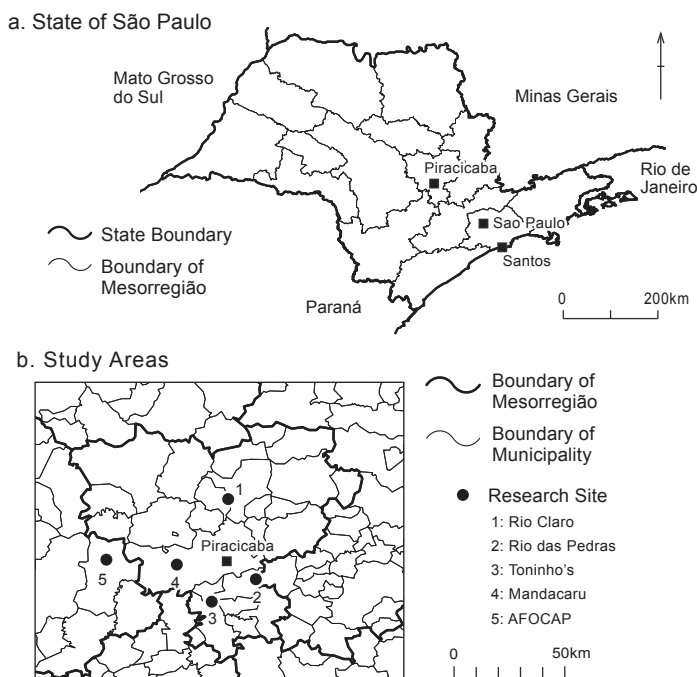 a. State of São Paulo
Mato Grosso
do Sul
Minas Gerais
Piracicaba
Rio de
Janeiro
Sao Paulo
Santos
State Boundary
Boundary of
Mesorregião
Paraná
0 200km
b. Study Areas
Boundary of
Mesorregião
Boundary of
Municipality
Research Site
1: Rio Claro
2: Rio das Pedras
3: Toninho's
4: Mandacaru
5: AFOCAP
1
Piracicaba
5
4
2
3
0 50km